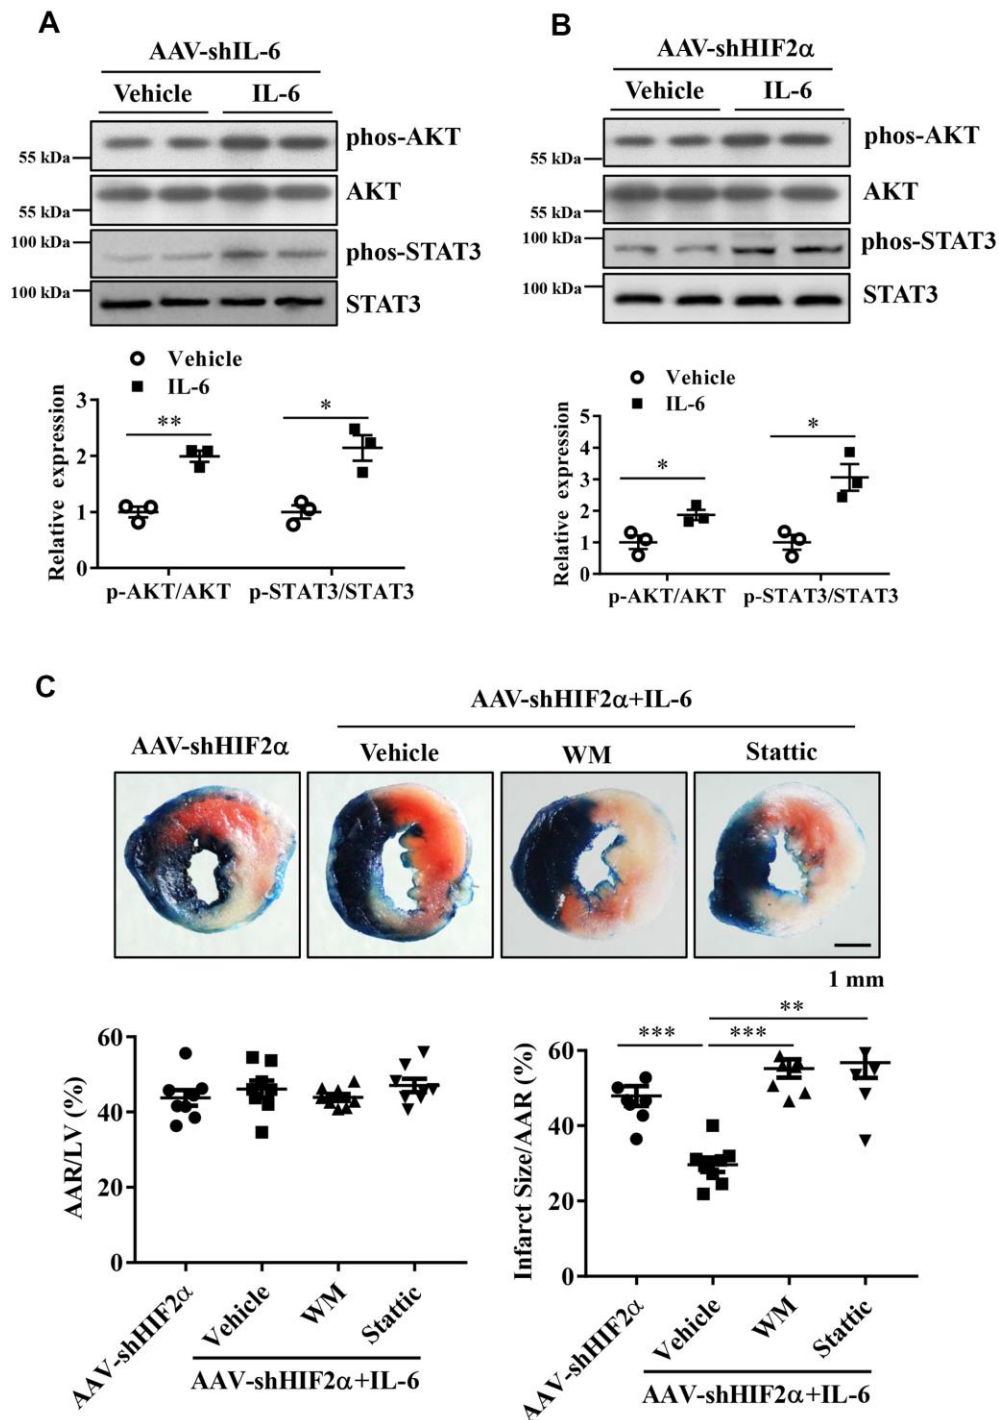 A
AAV-shIL-6
Vehicle IL-6
phos-AKT
55 kDa
AKT
55 kDa
100 kDa
phos-STAT3
100 kDa
STAT3
Vehicle
IL-6
Relative expression
3
2
1
0
** *
p-AKT/AKT p-STAT3/STAT3
B
AAV-shHIF2α
Vehicle IL-6
phos-AKT
55 kDa
AKT
55 kDa
100 kDa
phos-STAT3
100 kDa
STAT3
Vehicle
IL-6
Relative expression
5
4
3
2
1
0
* *
p-AKT/AKT p-STAT3/STAT3
C
AAV-shHIF2α+IL-6
AAV-shHIF2α Vehicle WM Stattic
1 mm
AAR/LV (%)
60
40
20
0
AAV-shHIF2α Vehicle WM Stattic
AAV-shHIF2α+IL-6
Infarct Size/AAR (%)
60
40
20
0
**
*** ***
AAV-shHIF2α Vehicle WM Stattic
AAV-shHIF2α+IL-6